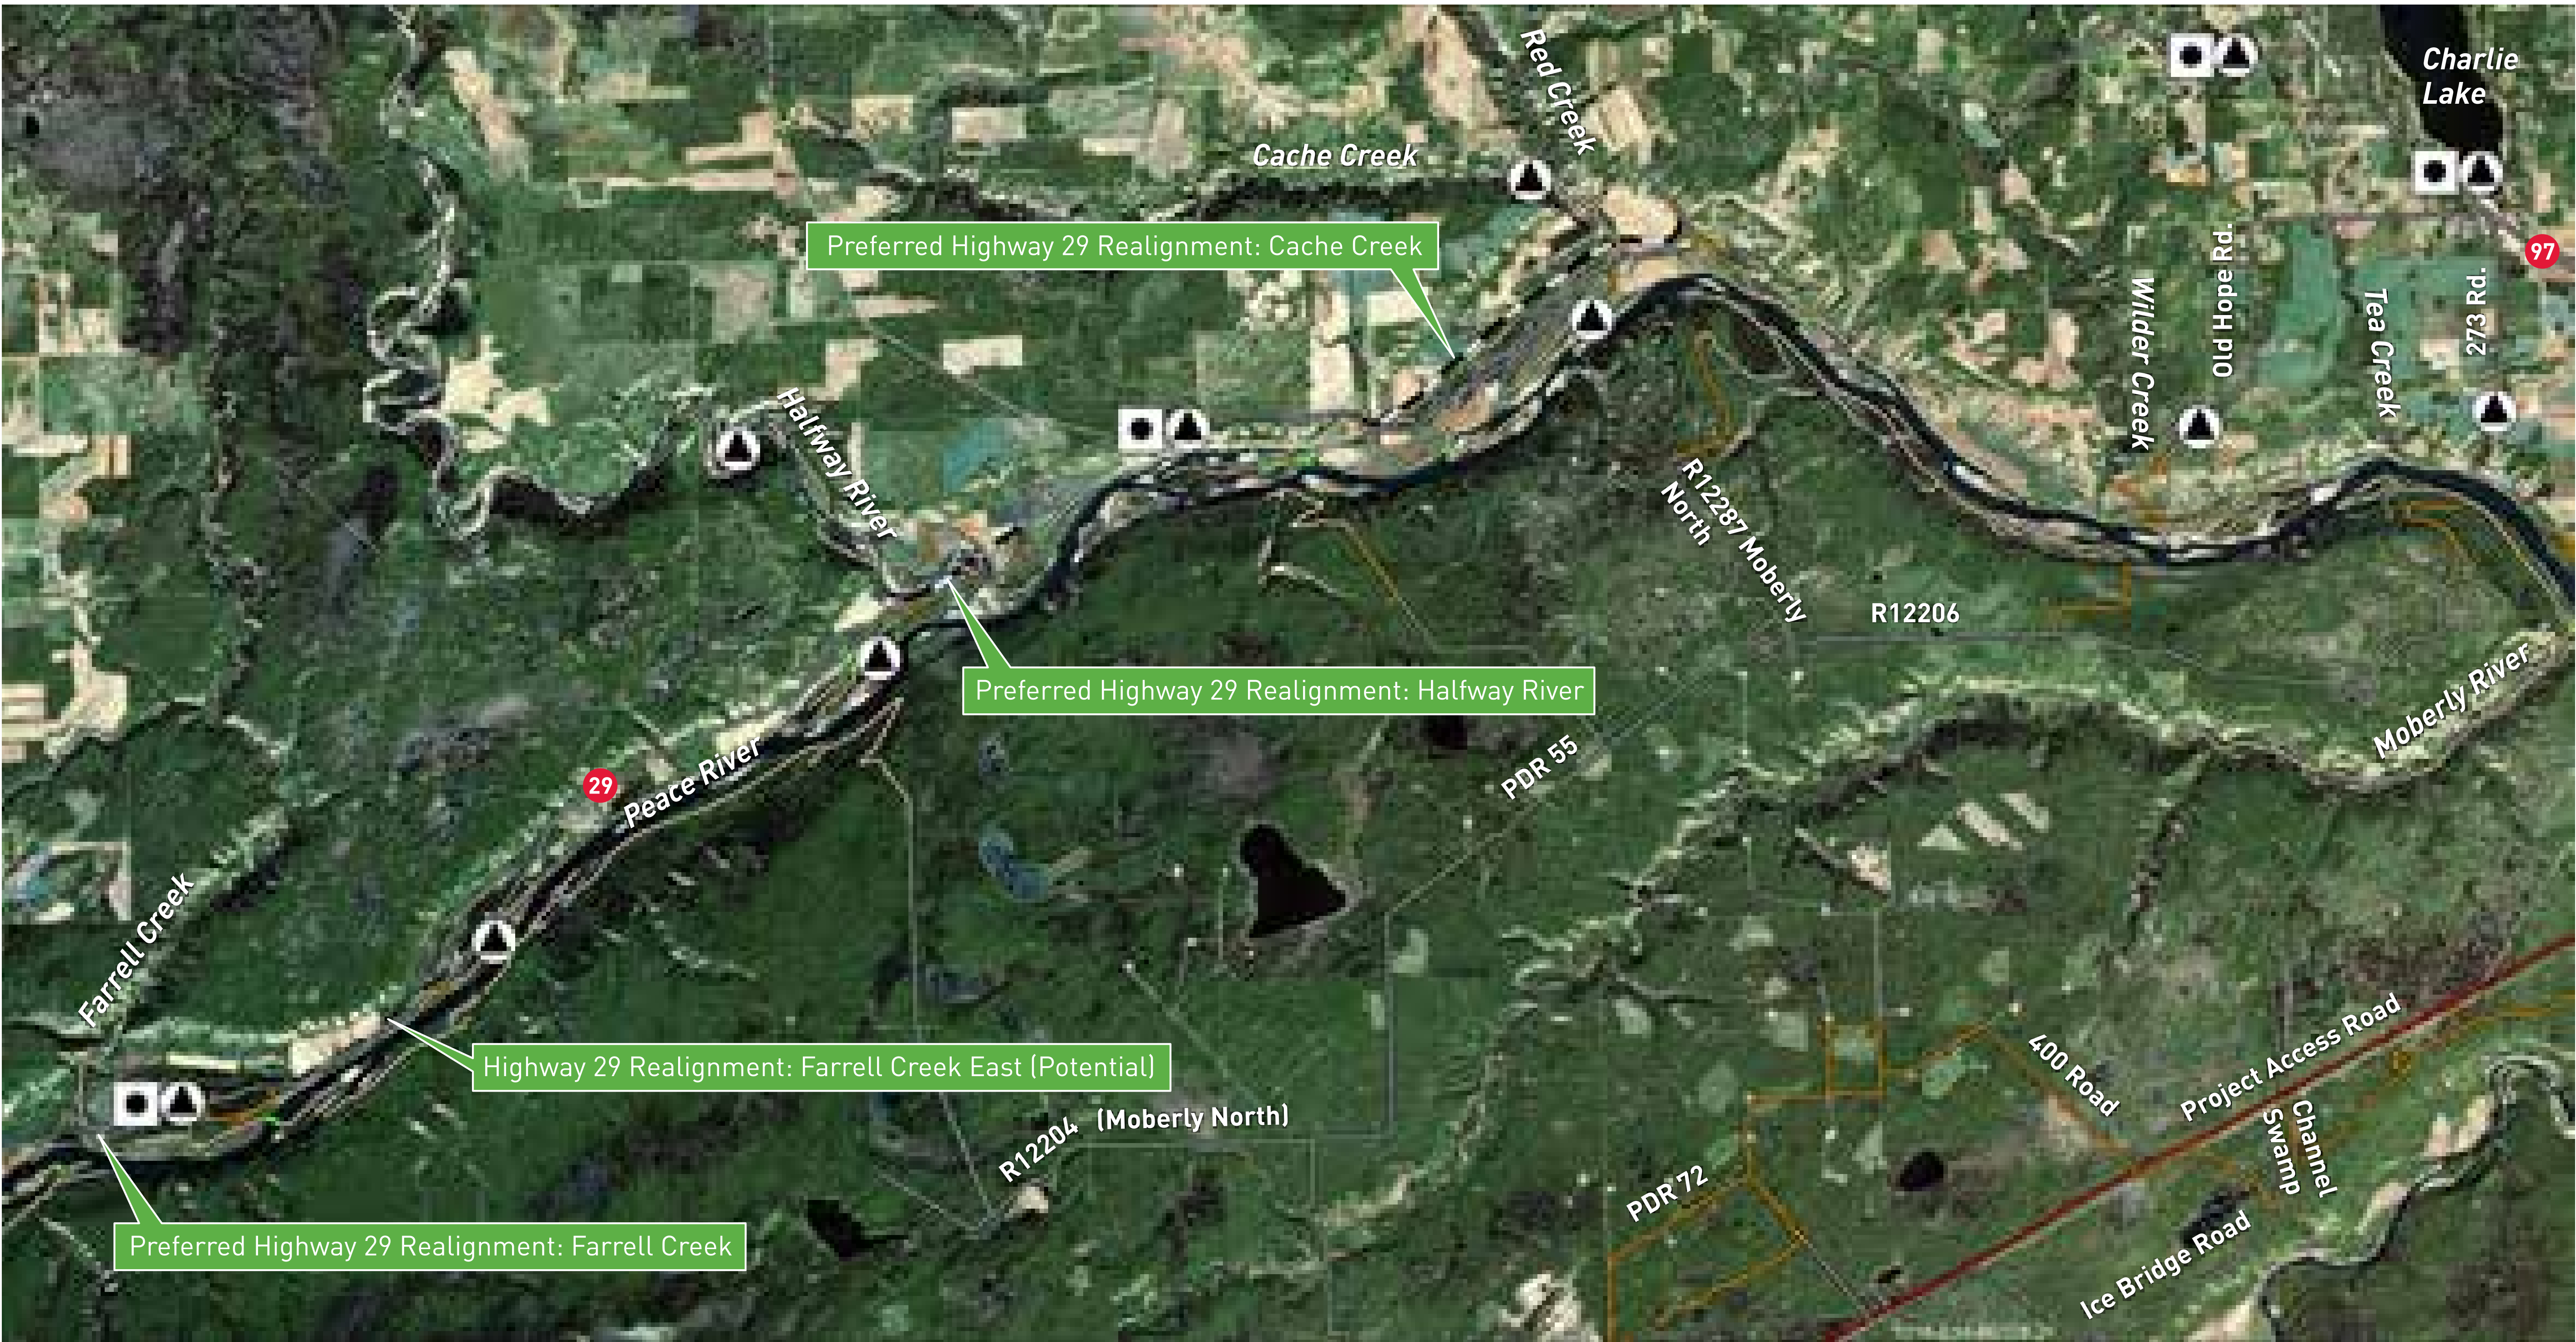 Red Creek
Charlie
Lake
Cache Creek
Preferred Highway 29 Realignment: Cache Creek
97
Wilder Creek
Old Hope Rd.
Tea Creek
273 Rd.
Halfway River
R12287 Moberly
North
R12206
Preferred Highway 29 Realignment: Halfway River
Moberly River
PDR 55
29
Peace River
Farrell Creek
Highway 29 Realignment: Farrell Creek East (Potential)
400 Road
Project Access Road
R12204 (Moberly North)
Channel
Swamp
PDR 72
Preferred Highway 29 Realignment: Farrell Creek
Ice Bridge Road